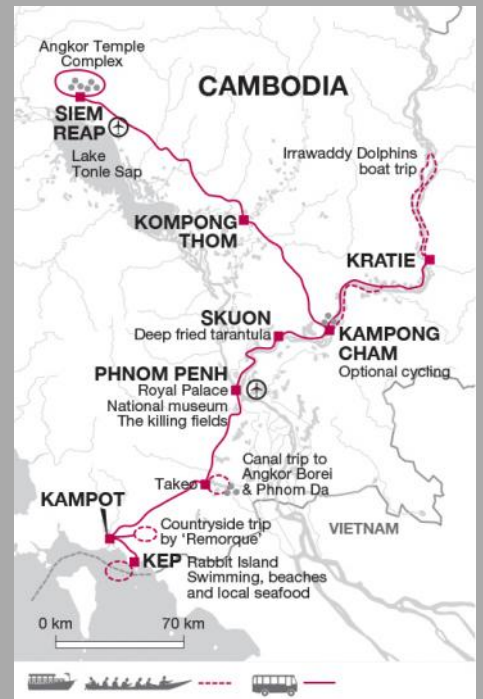 Angkor Temple
Complex
CAMBODIA
SIEM
REAP
Lake
Tonle Sap
Irrawaddy Dolphins
boat trip
KOMPONG
THOM
KRATIE
SKUON
Deep fried tarantula
KAMPONG
CHAM
Optional cycling
PHNOM PENH
Royal Palace
National museum
The killing fields
Takeo
Canal trip to
Angkor Borei
& Phnom Da
KAMPOT
Countryside trip
by ‘Remorque’
VIETNAM
KEP
Rabbit Island
Swimming, beaches
and local seafood
0 km 70 km